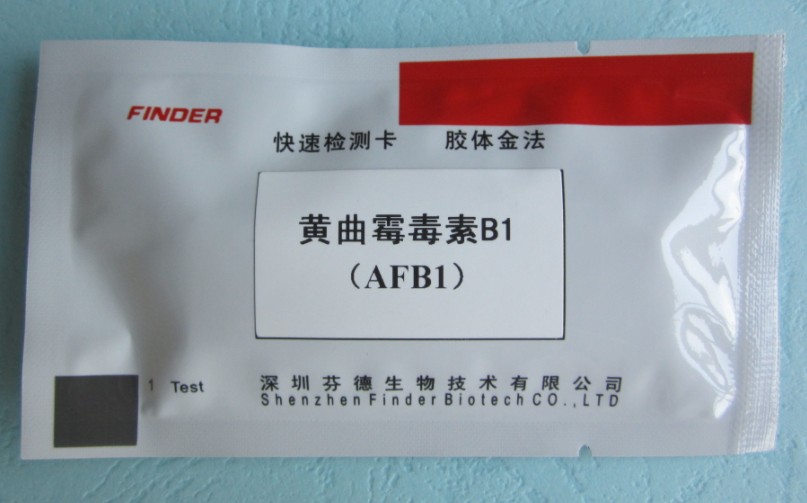 FINDER
快速检测卡 胶体金法
黄曲霉毒素B1
（AFB1）
1 Test
深圳芬德生物技术有限公司
Shenzhen Finder Biotech CO.,LTD